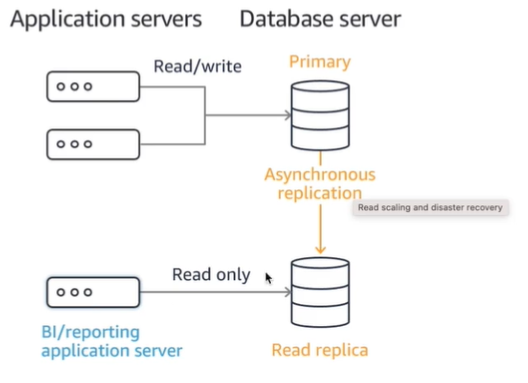 Application servers
Database server
Read/write
Primary
Asynchronous
replication
Read scaling and disaster recovery
Read only
BI/reporting
application server
Read replica